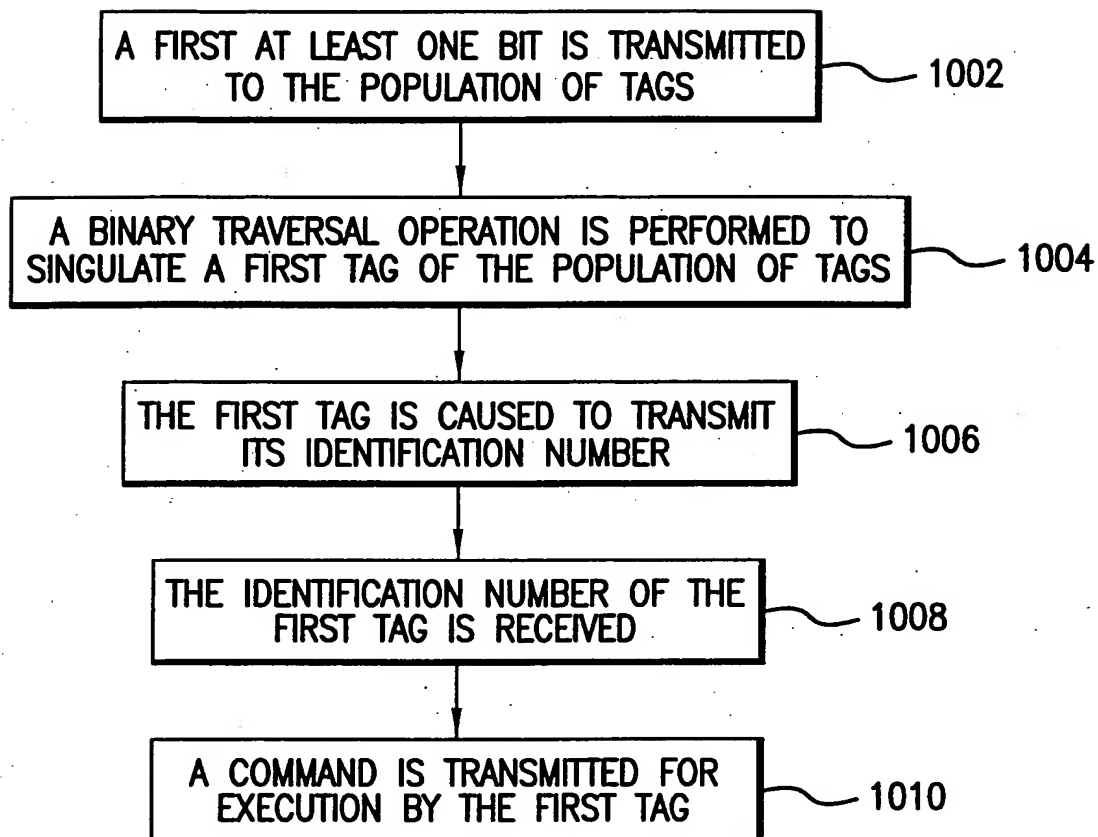 A FIRST AT LEAST ONE BIT IS TRANSMITTED
TO THE POPULATION OF TAGS
1002
A BINARY TRAVERSAL OPERATION IS PERFORMED TO
SINGULATE A FIRST TAG OF THE POPULATION OF TAGS
1004
THE FIRST TAG IS CAUSED TO TRANSMIT
ITS IDENTIFICATION NUMBER
1006
THE IDENTIFICATION NUMBER OF THE
FIRST TAG IS RECEIVED
1008
A COMMAND IS TRANSMITTED FOR
EXECUTION BY THE FIRST TAG
1010